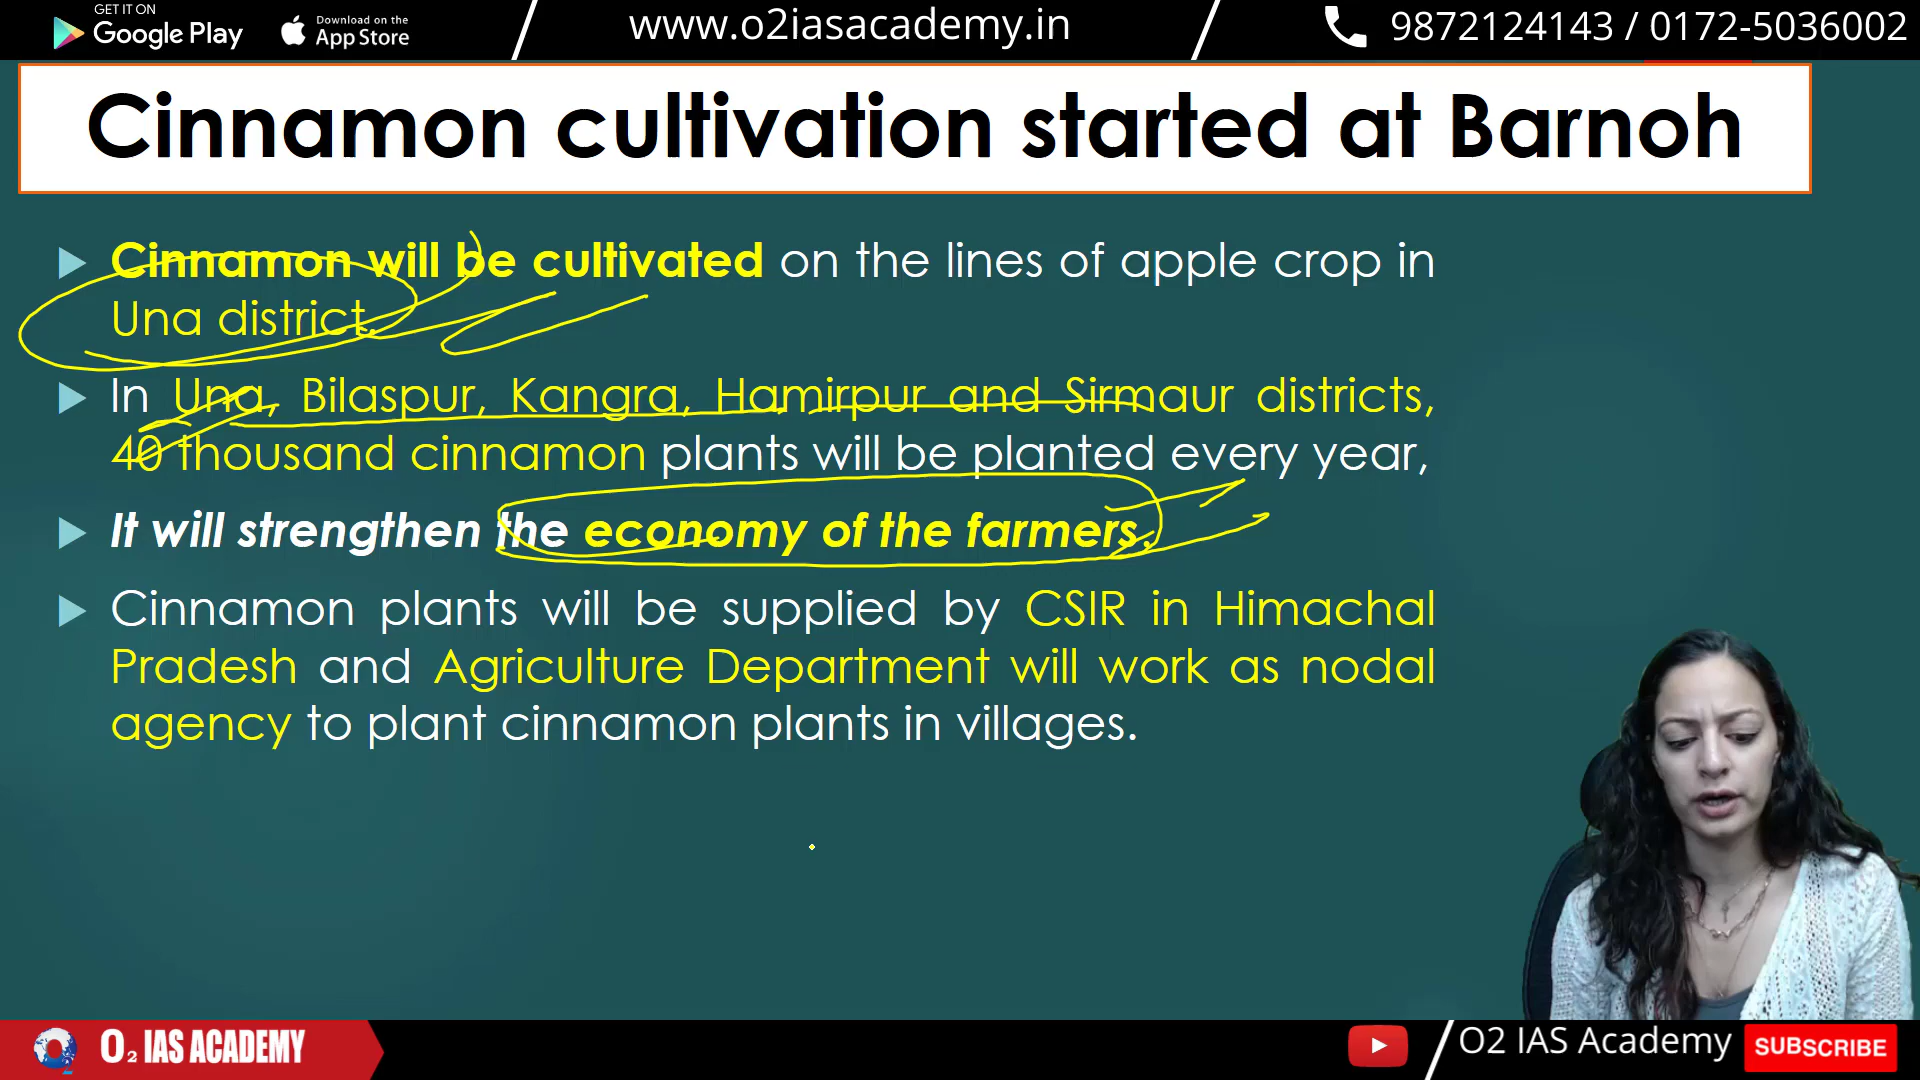 GET IT ON
Google Play
Download on the
App Store
www.o2iasacademy.in
9872124143 / 0172-5036002
Cinnamon cultivation started at Barnoh
Cinnamon will be cultivated on the lines of apple crop in
Una district.
In Una, Bilaspur, Kangra, Hamirpur and Sirmaur districts,
40 thousand cinnamon plants will be planted every year,
It will strengthen the economy of the farmers.
Cinnamon plants will be supplied by CSIR in Himachal
Pradesh and Agriculture Department will work as nodal
agency to plant cinnamon plants in villages.
O2 IAS ACADEMY
O2 IAS Academy
SUBSCRIBE